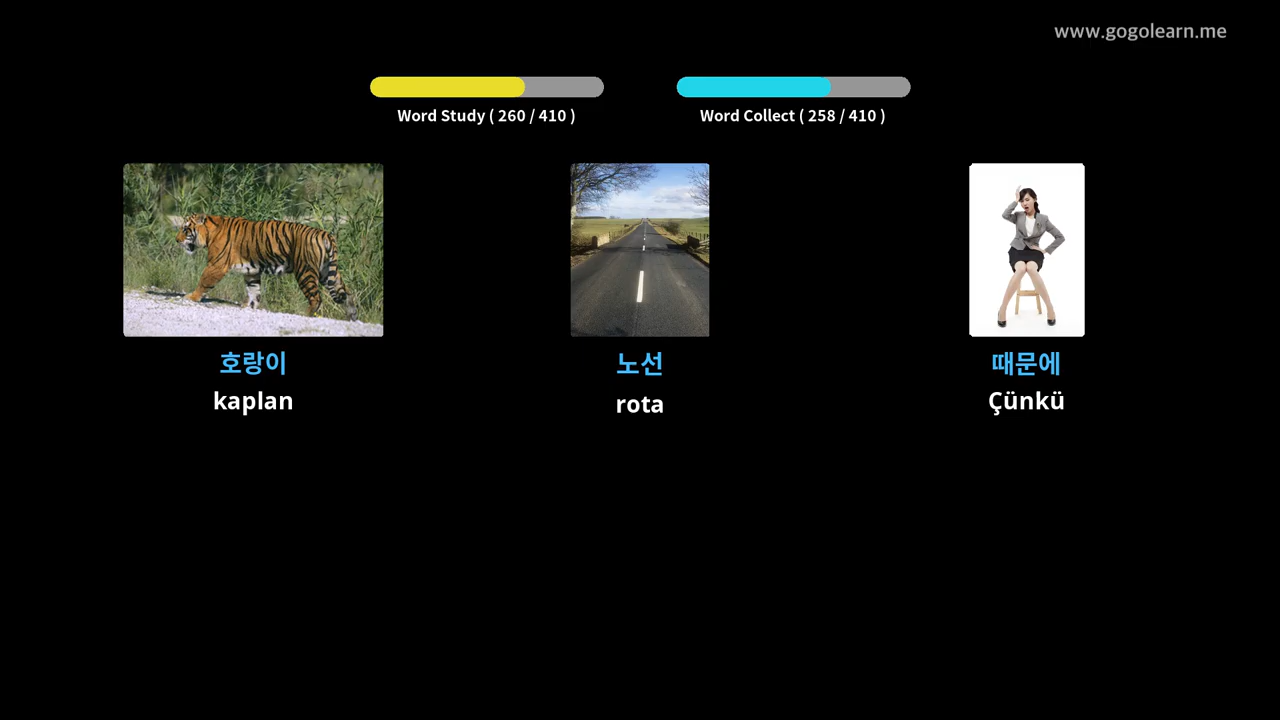 www.gogolearn.me
Word Study ( 260 / 410 )
Word Collect ( 258 / 410 )
호랑이
kaplan
노선
rota
때문에
Çünkü